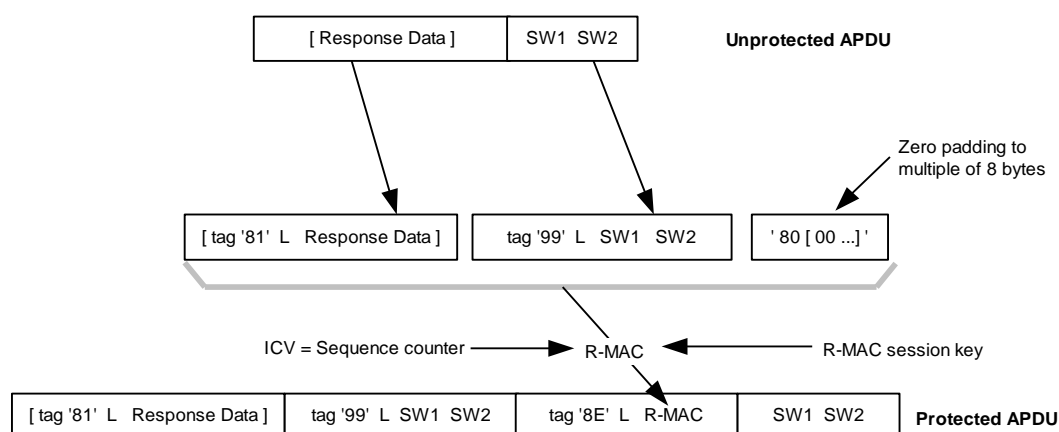 [ Response Data ] SW1 SW2 Unprotected APDU
Zero padding to
multiple of 8 bytes
[ tag '81' L Response Data ] tag '99' L SW1 SW2 ' 80 [ 00 ...] '
ICV = Sequence counter R-MAC R-MAC session key
[ tag '81' L Response Data ] tag '99' L SW1 SW2 tag '8E' L R-MAC SW1 SW2 Protected APDU